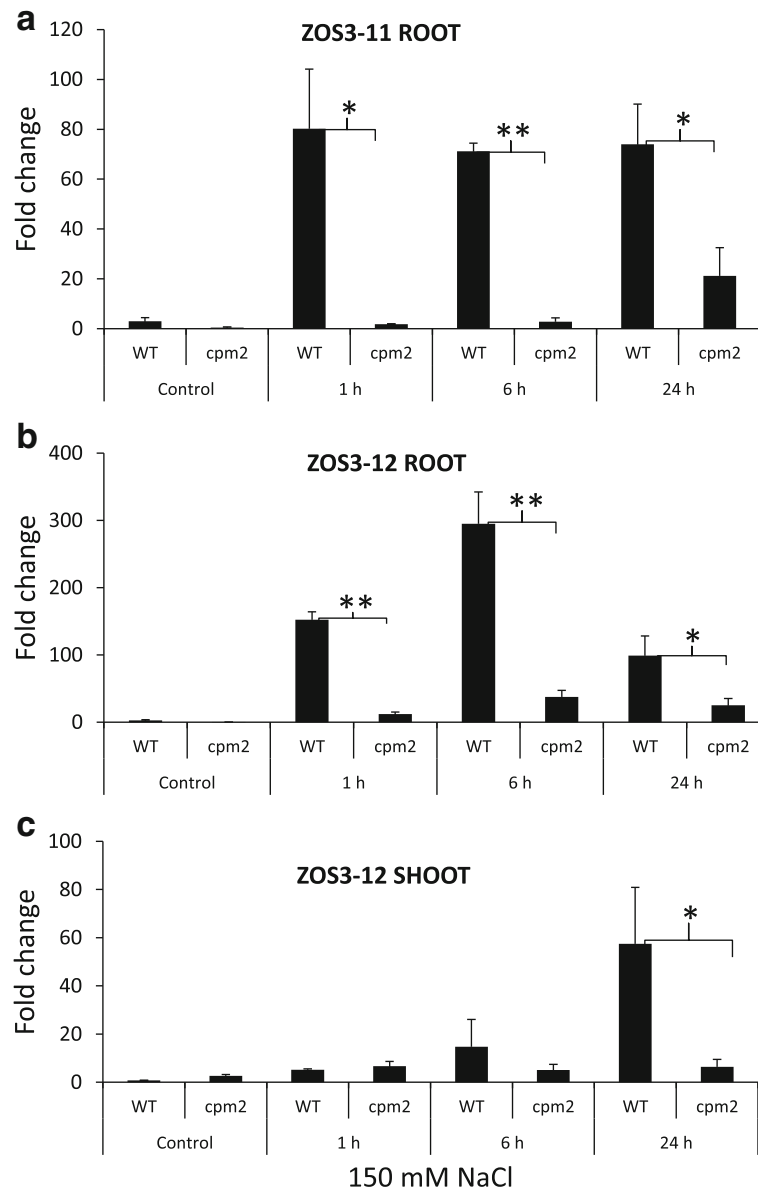 a
ZOS3-11 ROOT
Fold change
120
100
80
60
40
20
0
* ** *
WT cpm2 WT cpm2 WT cpm2 WT cpm2
Control 1 h 6 h 24 h
b
ZOS3-12 ROOT
Fold change
400
300
200
100
0
** ** *
WT cpm2 WT cpm2 WT cpm2 WT cpm2
Control 1 h 6 h 24 h
c
ZOS3-12 SHOOT
Fold change
100
80
60
40
20
0
*
WT cpm2 WT cpm2 WT cpm2 WT cpm2
Control 1 h 6 h 24 h
150 mM NaCl